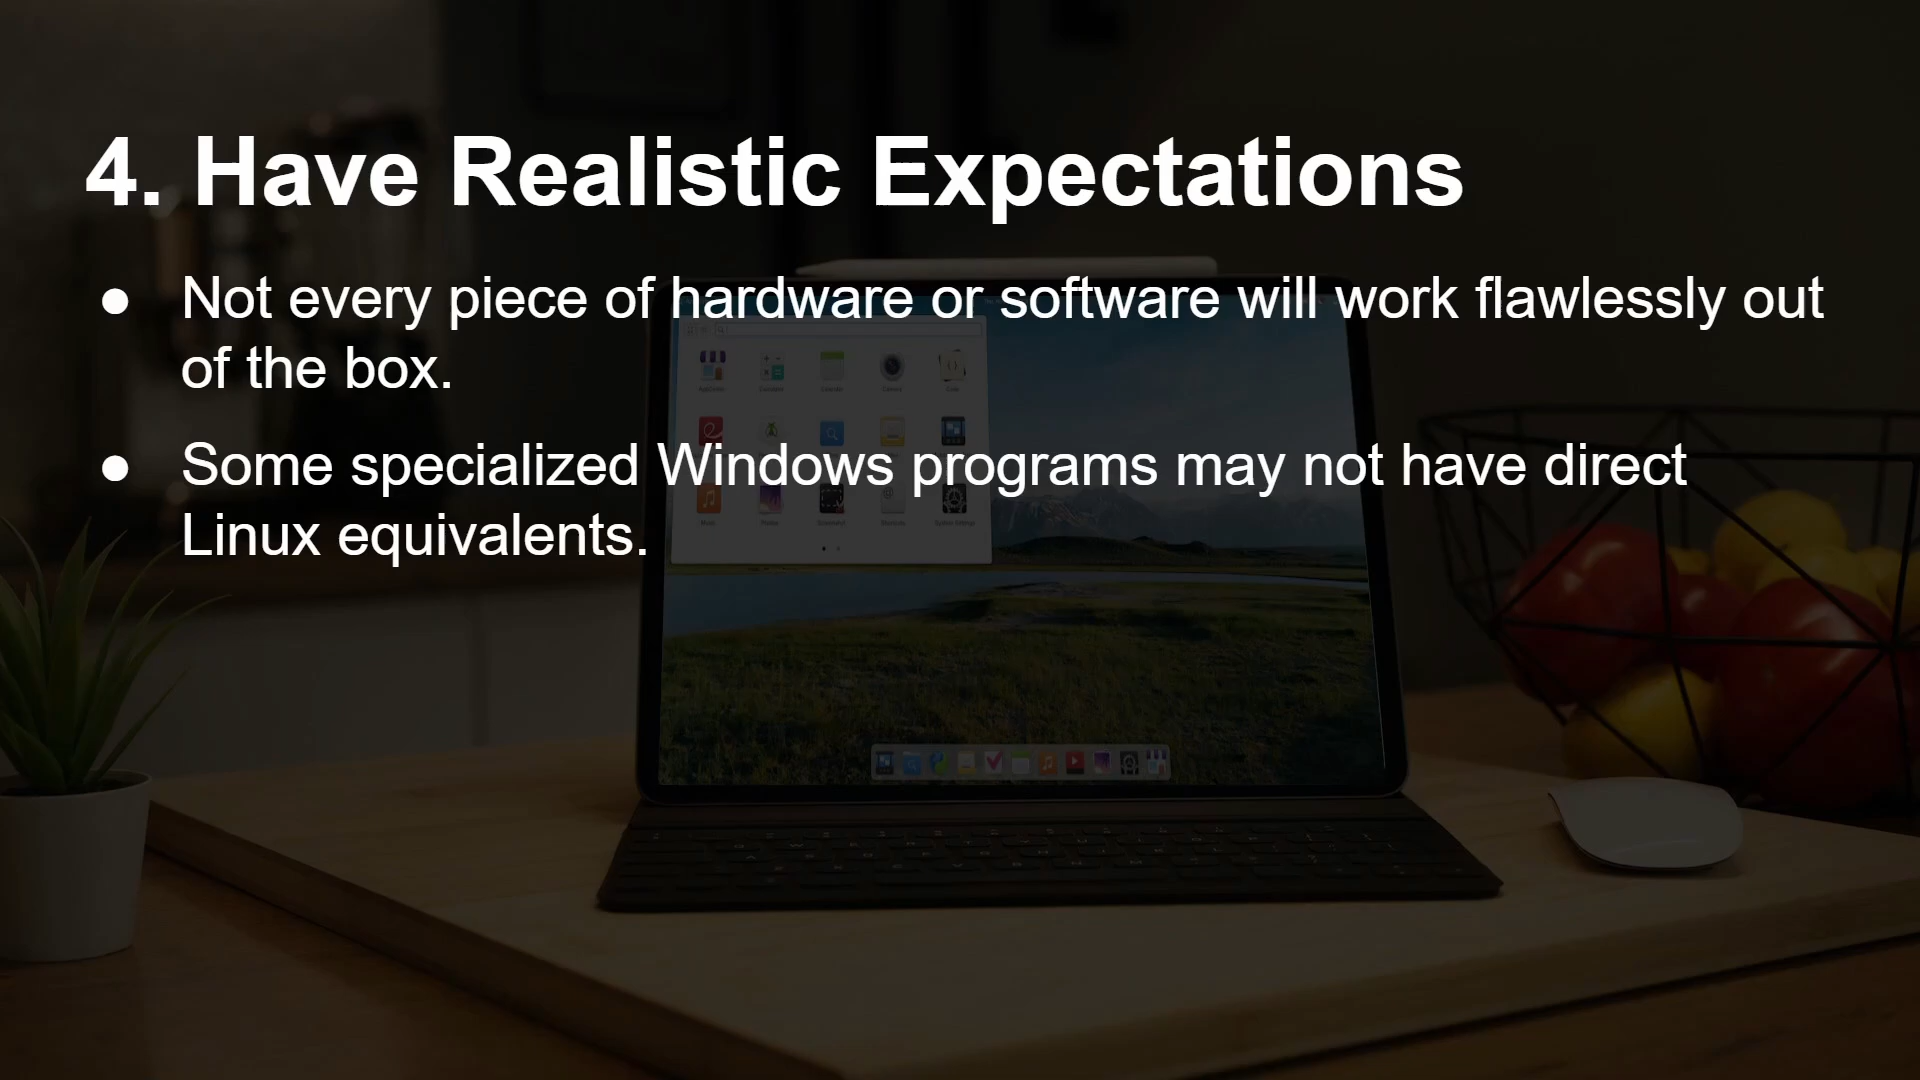 4. Have Realistic Expectations
● Not every piece of hardware or software will work flawlessly out
of the box.
● Some specialized Windows programs may not have direct
Linux equivalents.